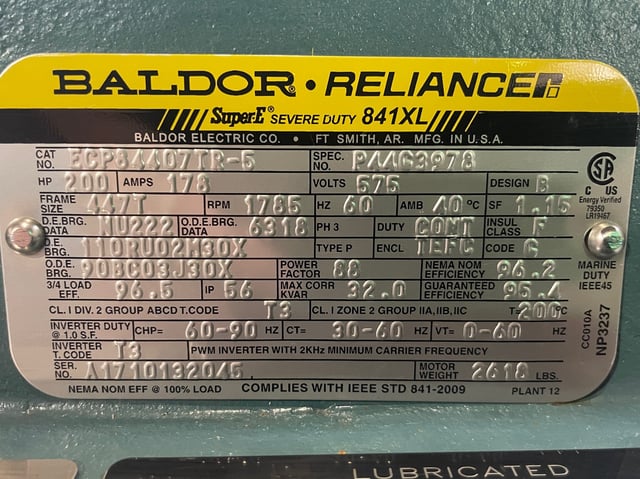 BALDOR • RELIANCE
Super-E® SEVERE DUTY 841XL
BALDOR ELECTRIC CO. • FT SMITH, AR. MFG. IN U.S.A.
CAT NO. ECP84407TR-5 SPEC. NO. P44G3978
HP 200 AMPS 178 VOLTS 575 DESIGN B
FRAME SIZE 447T RPM 1785 HZ 60 AMB 40 °C SF 1.15
D.E.BRG. DATA NU222 O.D.E.BRG. DATA 6318 PH 3 DUTY CONT INSUL CLASS F
D.E. BRG. 110RU02M30X TYPE P ENCL TEFC CODE G
O.D.E. BRG. 90BC03J30X POWER FACTOR 88 NEMA NOM EFFICIENCY 96.2
3/4 LOAD EFF. 96.5 IP 56 MAX CORR KVAR 32.0 GUARANTEED EFFICIENCY 95.4
CL. I DIV. 2 GROUP ABCD T.CODE T3 CL. I ZONE 2 GROUP IIA,IIB,IIC T= 200C
INVERTER DUTY @ 1.0 S.F. CHP= 60-90 HZ CT= 30-60 HZ VT= 0-60 HZ
INVERTER T. CODE T3 PWM INVERTER WITH 2KHz MINIMUM CARRIER FREQUENCY
SER. NO. A1710132045 MOTOR WEIGHT 2618 LBS.
NEMA NOM EFF @ 100% LOAD COMPLIES WITH IEEE STD 841-2009 PLANT 12
SA
C US
Energy Verified
79350
LR19467
MARINE
DUTY
IEEE45
CC010A
NP3237
LUBRICATED